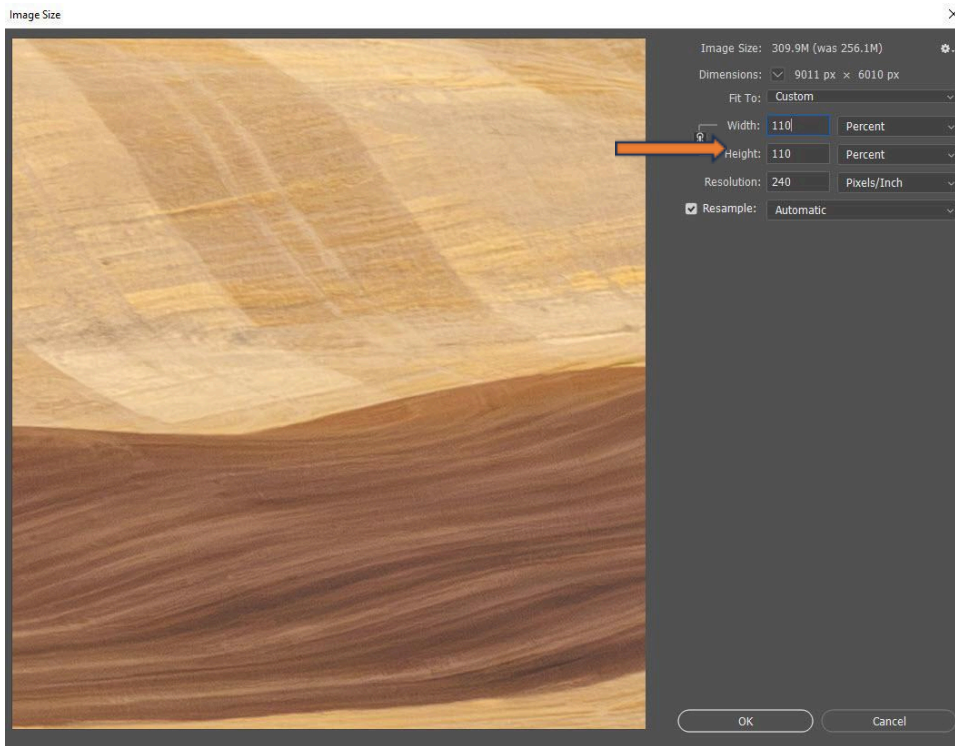 Image Size
Image Size: 309.9M (was 256.1M)
Dimensions: 9011 px × 6010 px
Fit To: Custom
Width: 110 Percent
Height: 110 Percent
Resolution: 240 Pixels/Inch
Resample: Automatic
OK Cancel